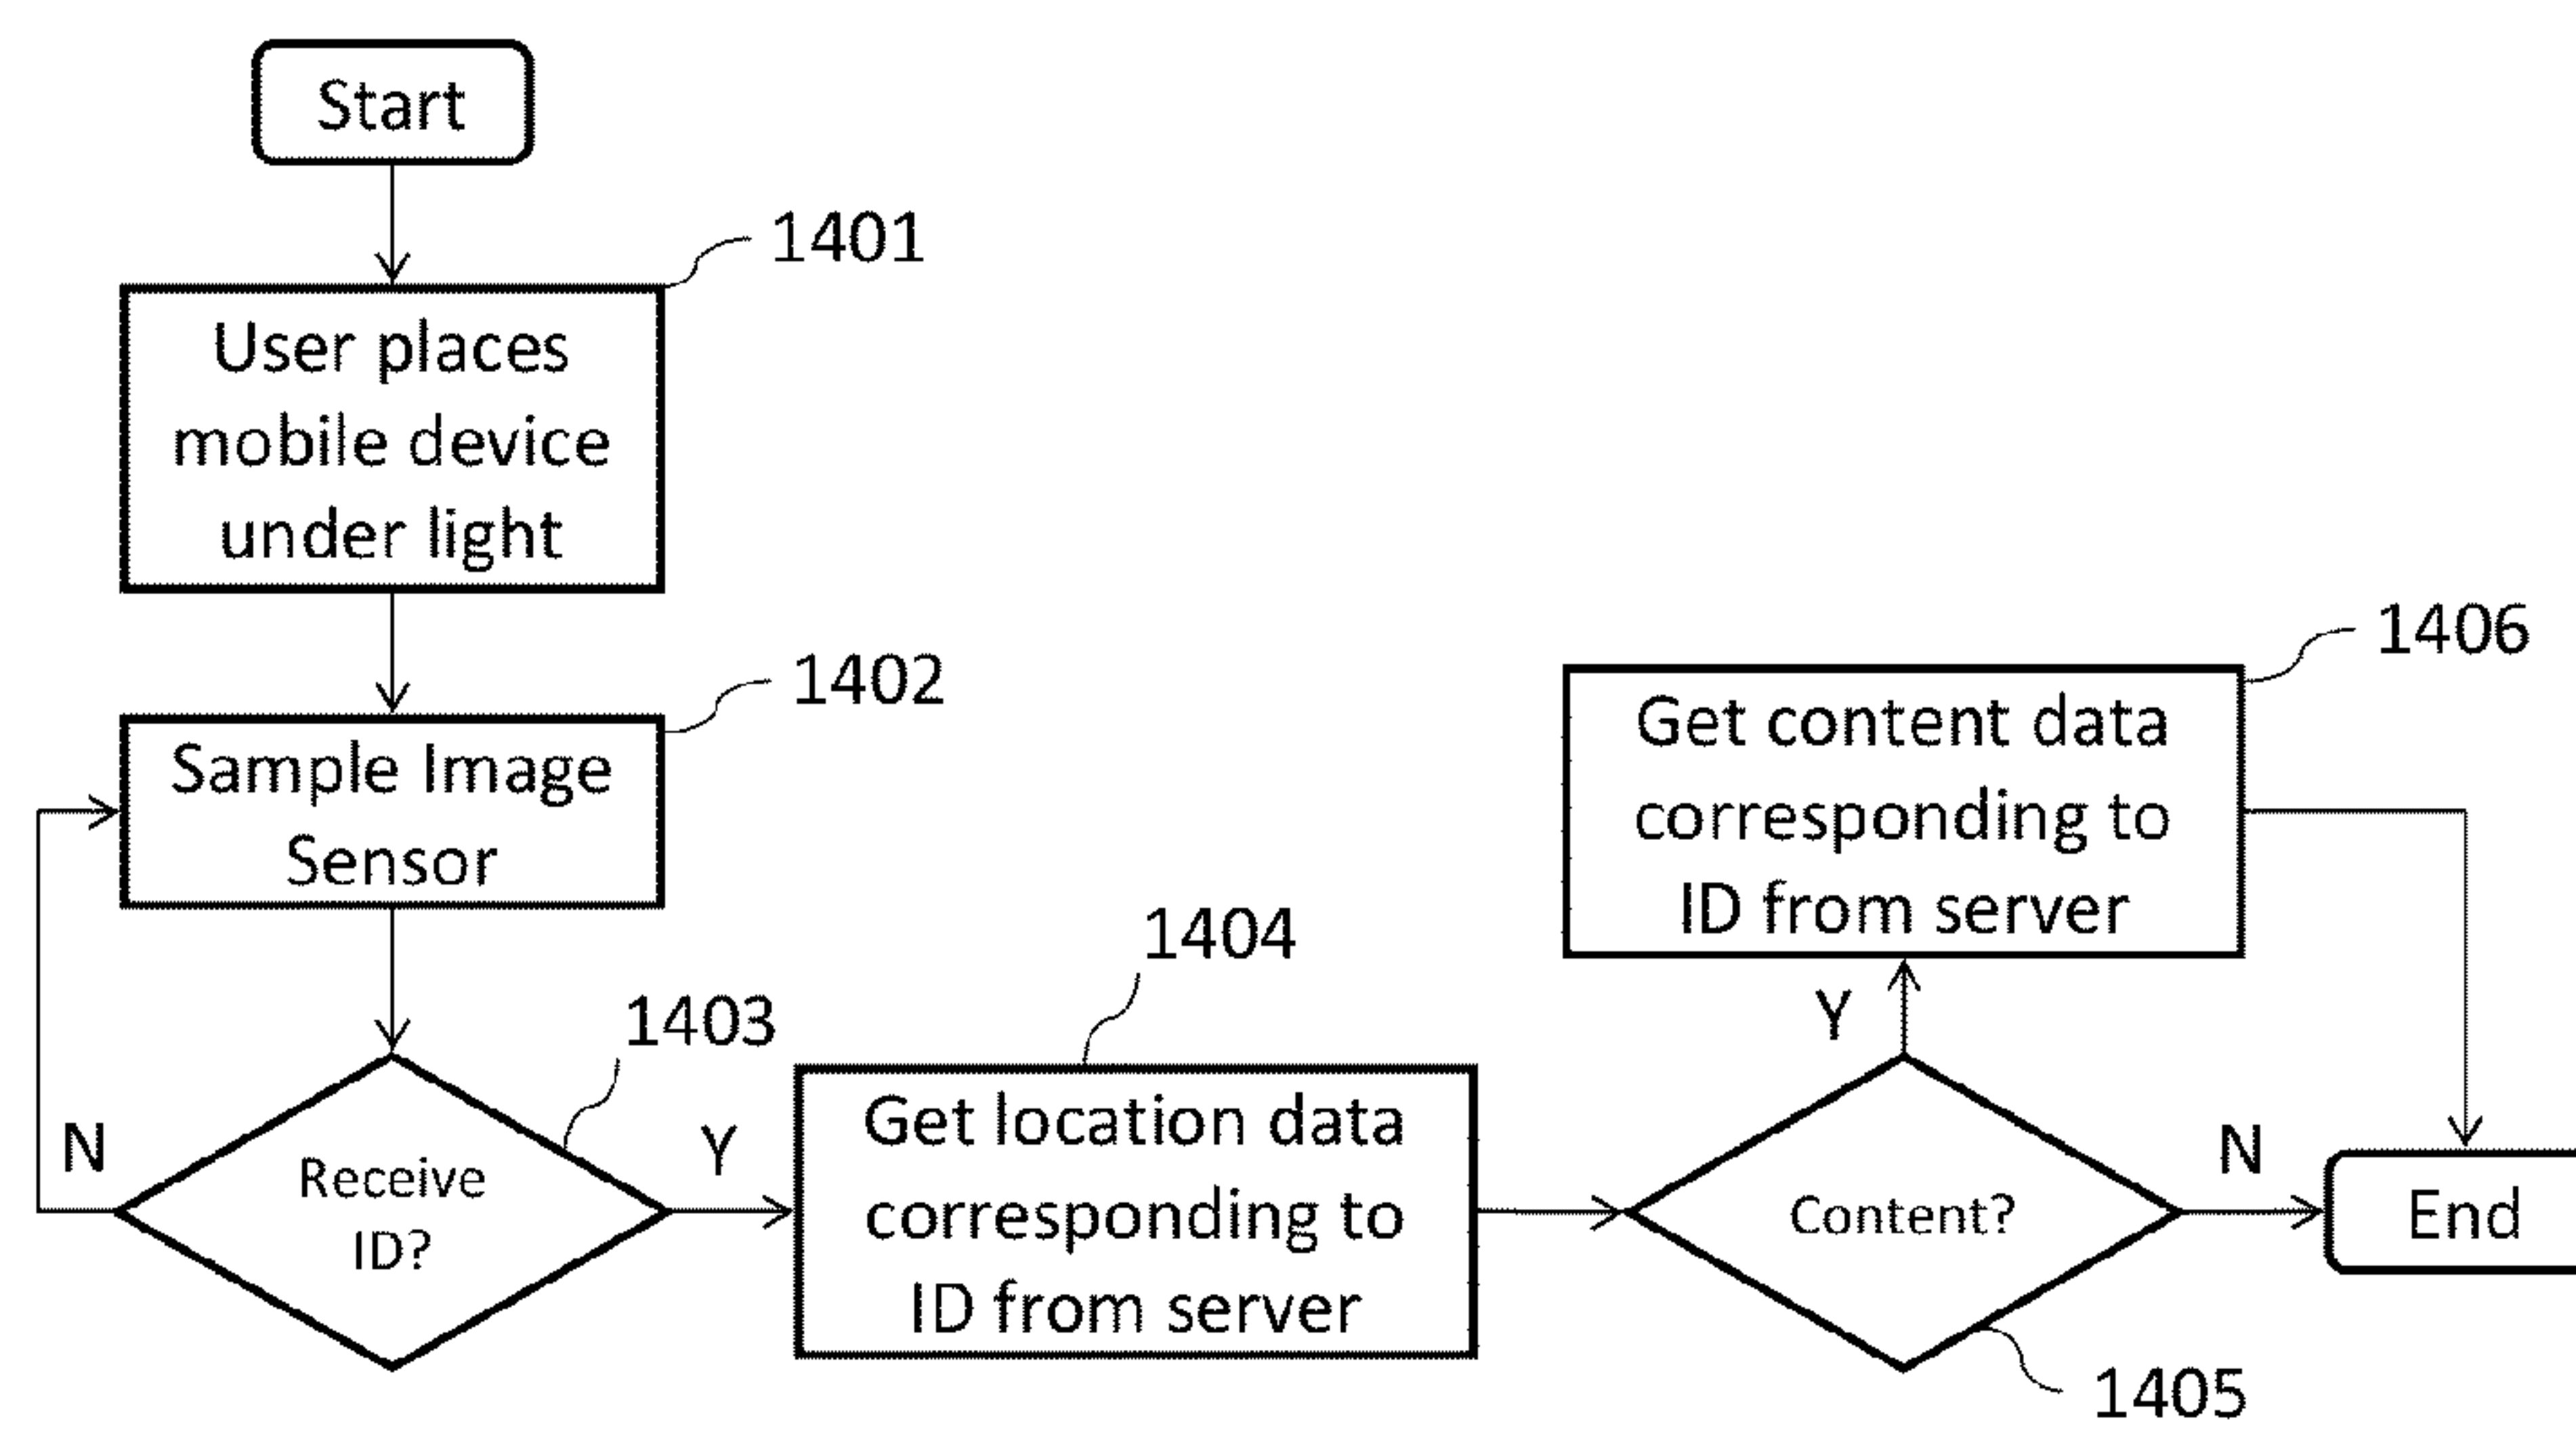 Start
1401
User places
mobile device
under light
1402
Sample Image
Sensor
1403
N
Receive
ID?
Y
1404
Get location data
corresponding to
ID from server
1405
Content?
Y
N
1406
Get content data
corresponding to
ID from server
End